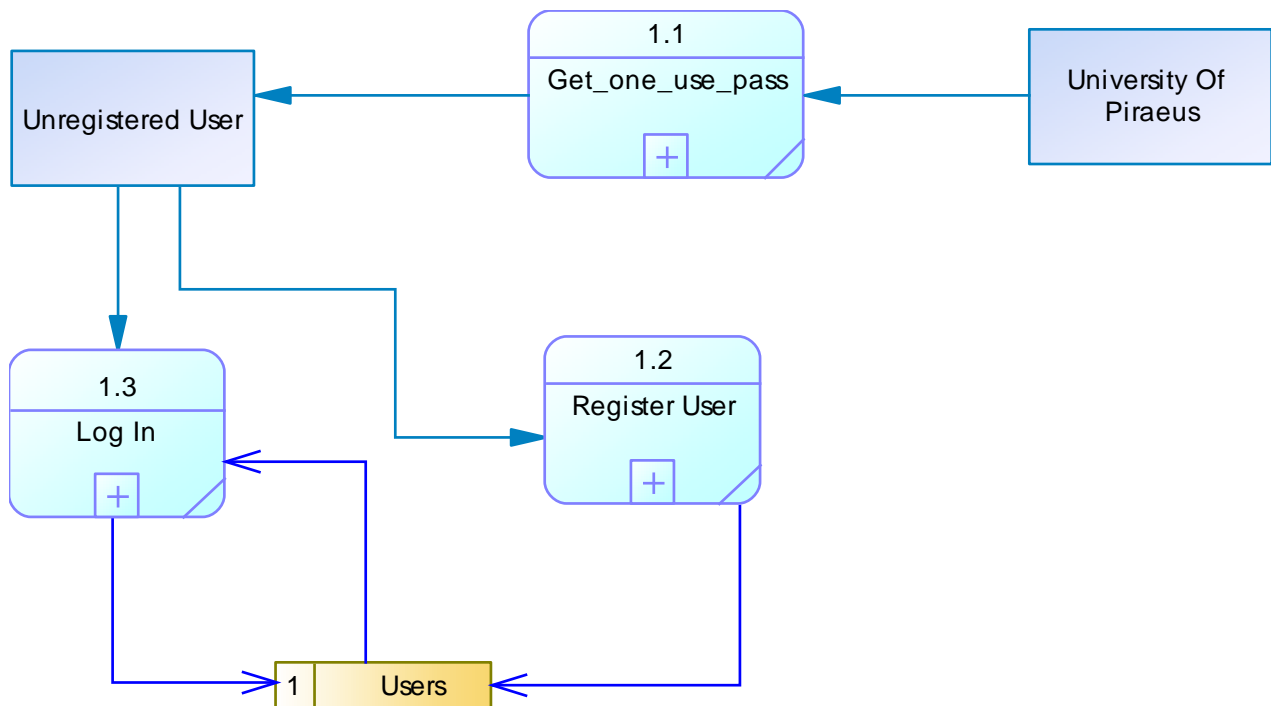 1.1
Get_one_use_pass
University Of
Piraeus
Unregistered User
1.3
Log In
1.2
Register User
1
Users